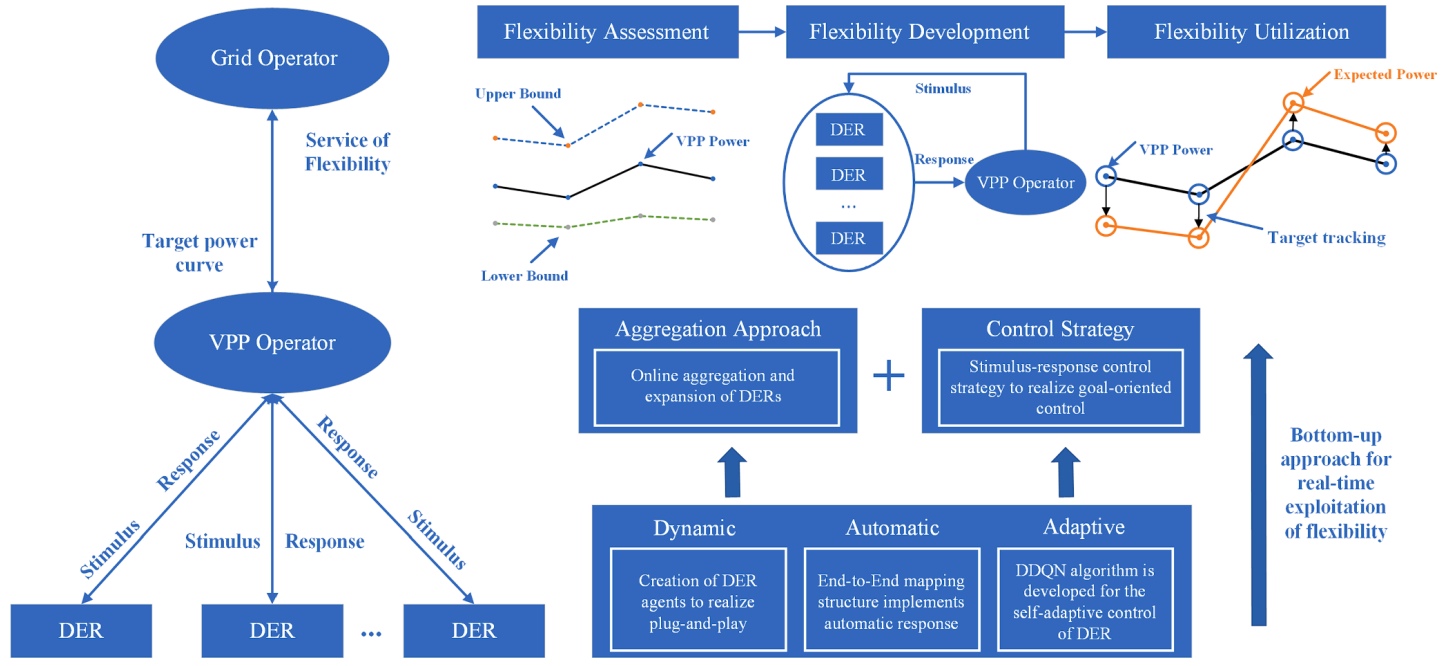 Grid Operator
Service of
Flexibility
Target power
curve
VPP Operator
Response
Stimulus
Stimulus
Response
Response
Stimulus
DER
DER
...
DER
Flexibility Assessment
Flexibility Development
Flexibility Utilization
Upper Bound
VPP Power
Lower Bound
Stimulus
DER
DER
...
DER
Response
VPP Operator
Expected Power
VPP Power
Target tracking
Aggregation Approach
Online aggregation and
expansion of DERs
+
Control Strategy
Stimulus-response control
strategy to realize goal-oriented
control
Dynamic
Creation of DER
agents to realize
plug-and-play
Automatic
End-to-End mapping
structure implements
automatic response
Adaptive
DDQN algorithm is
developed for the
self-adaptive control
of DER
Bottom-up
approach for
real-time
exploitation
of flexibility